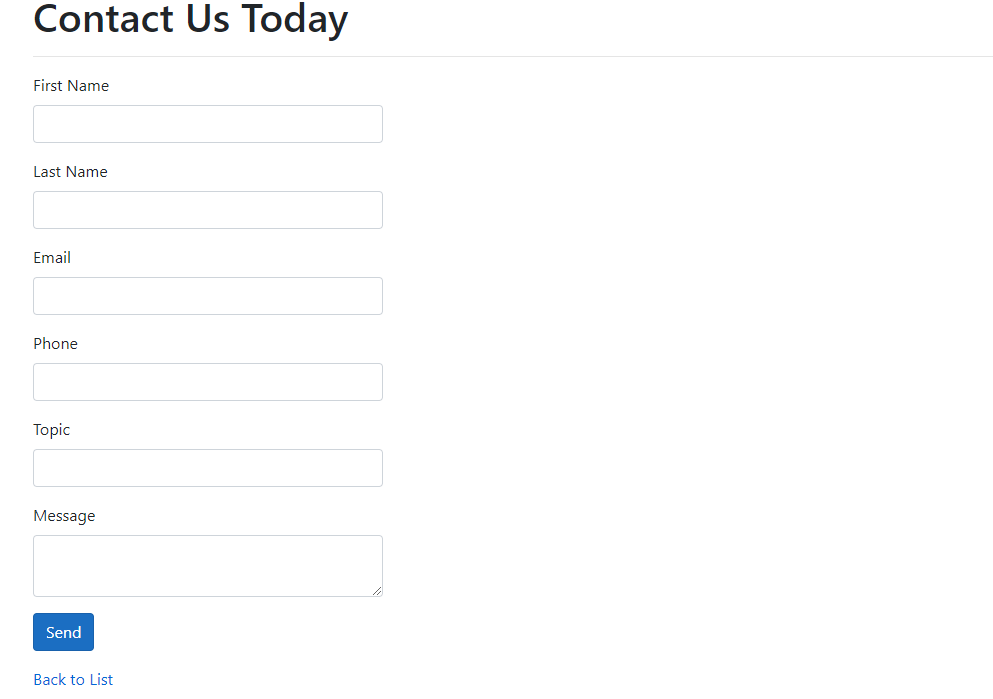 Contact Us Today
First Name
Last Name
Email
Phone
Topic
Message
Send
Back to List